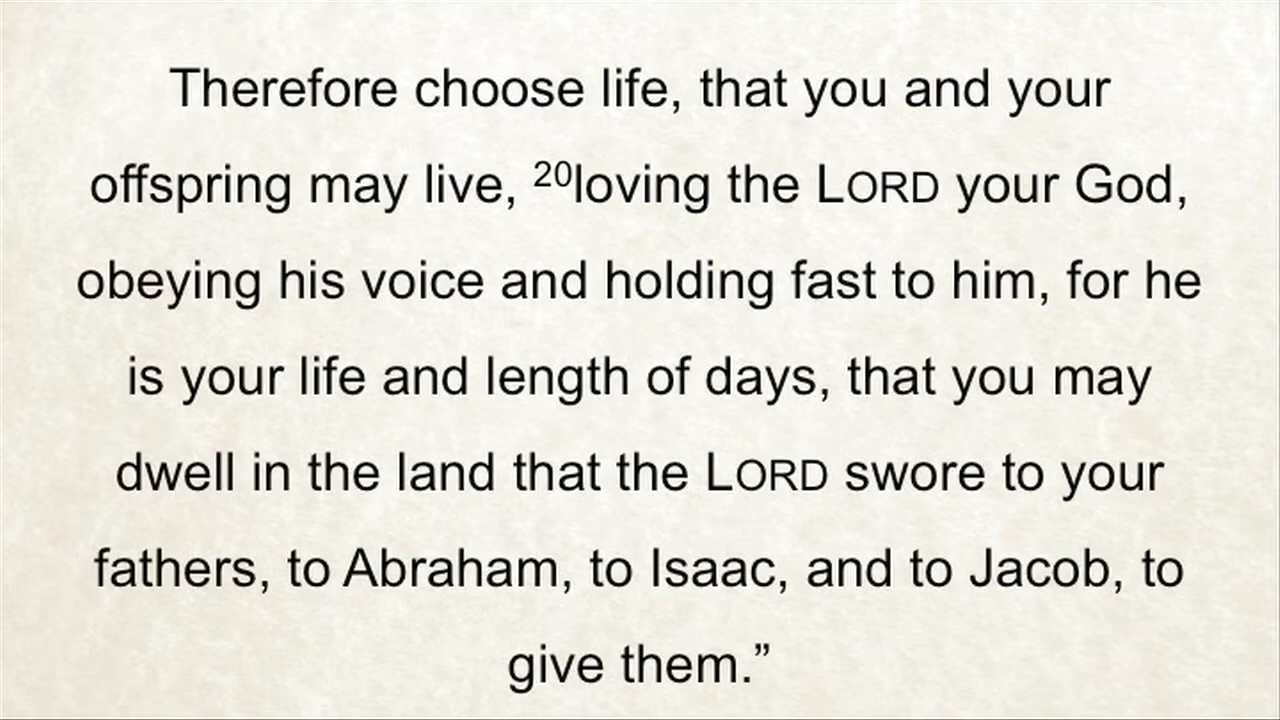 Therefore choose life, that you and your
offspring may live, ²⁰loving the LORD your God,
obeying his voice and holding fast to him, for he
is your life and length of days, that you may
dwell in the land that the LORD swore to your
fathers, to Abraham, to Isaac, and to Jacob, to
give them.”